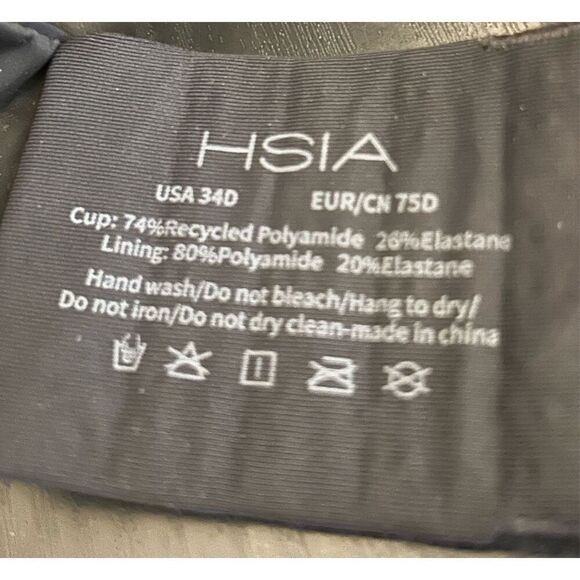 HSIA
USA 34D EUR/CN 75D
Cup: 74%Recycled Polyamide 26%Elastane
Lining: 80%Polyamide 20%Elastane
Hand wash/Do not bleach/Hang to dry/
Do not iron/Do not dry clean-made in china